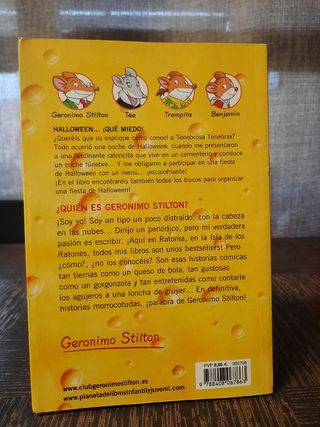 Geronimo Stilton
Tea
Trampita
Benjamín
HALLOWEEN... ¡QUÉ MIEDO!
¿Queréis que os explique cómo conocí a Tenebrosa Tenebrax?
Todo ocurrió una noche de Halloween, cuando me presentaron
a una fascinante ratoncita que vive en un cementerio y conduce
un coche fúnebre... Y me obligaron a participar en una fiesta
de Halloween con un menú... ¡escalofriante!
¡En el libro encontraréis también todos los trucos para organizar
una fiesta de Halloween!
¿QUIÉN ES GERONIMO STILTON?
¡Soy yo! Soy un tipo un poco distraído, con la cabeza
en las nubes... Dirijo un periódico, pero mi verdadera
pasión es escribir. ¡Aquí en Ratonia, en la Isla de los
Ratones, todos mis libros son unos bestsellers! Pero
¿cómo?, ¿no los conocéis? Son esas historias cómicas
tan tiernas como un queso de bola, tan gustosas
como un gorgonzola y tan entretenidas como contarle
los agujeros a una loncha de gruyer... En definitiva,
historias morrocotudas, ¡palabra de Geronimo Stilton!
Geronimo Stilton
www.clubgeronimostilton.es
www.planetadelibrosinfantilyjuvenil.com
PVP 8,95 € 302706
9 788408 067863